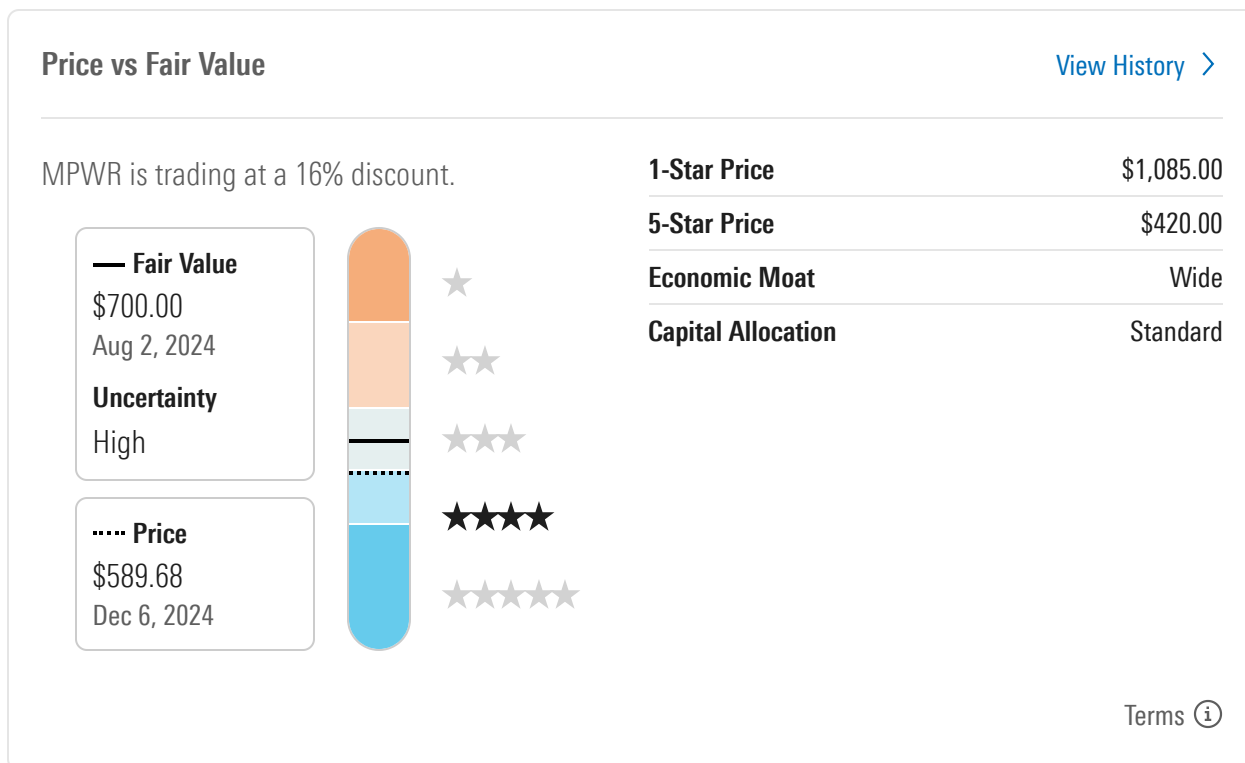 Price vs Fair Value
View History
MPWR is trading at a 16% discount.
Fair Value
$700.00
Aug 2, 2024
Uncertainty
High
Price
$589.68
Dec 6, 2024
★
★★
★★★
★★★★
★★★★★
1-Star Price $1,085.00
5-Star Price $420.00
Economic Moat Wide
Capital Allocation Standard
Terms